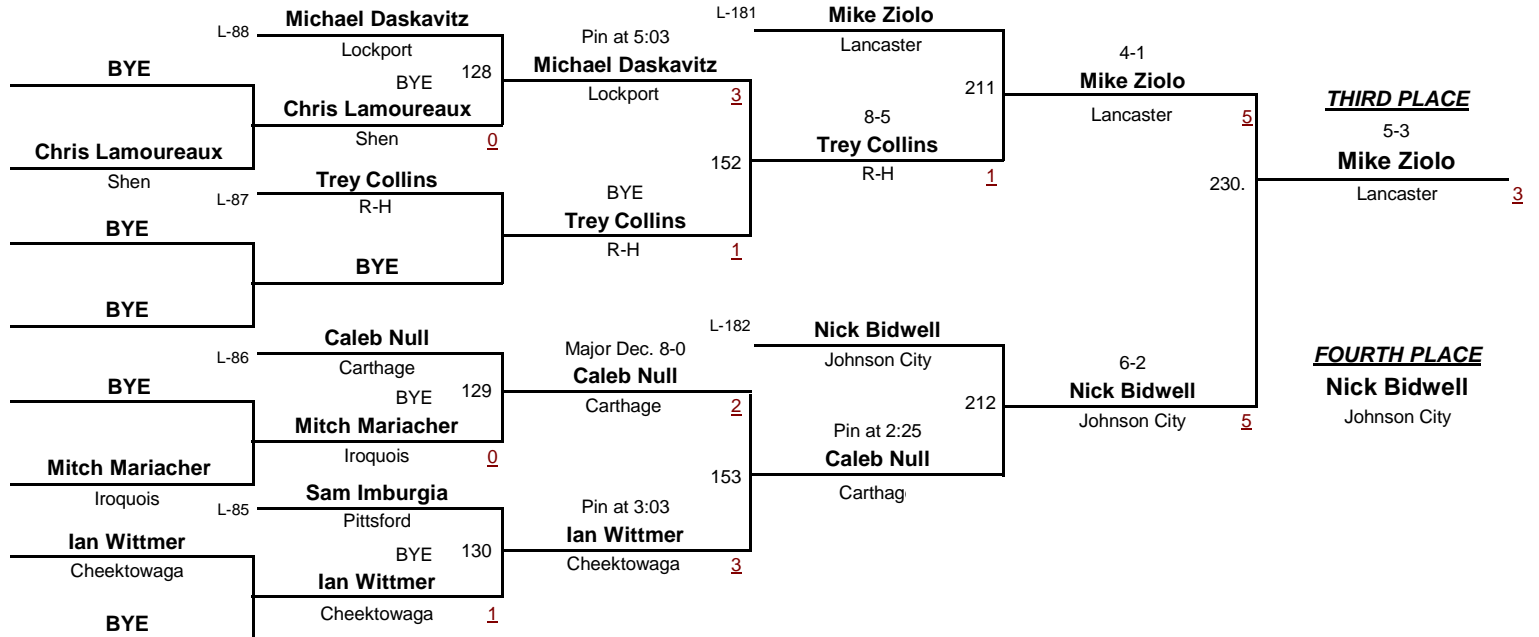 L-88
Michael Daskavitz
Lockport
BYE
BYE
128
Chris Lamoureaux
Shen
0
Chris Lamoureaux
Shen
L-87
Trey Collins
R-H
BYE
BYE
BYE
Pin at 5:03
Michael Daskavitz
Lockport
3
152
BYE
Trey Collins
R-H
1
L-181
Mike Ziolo
Lancaster
211
8-5
Trey Collins
R-H
1
4-1
Mike Ziolo
Lancaster
5
230.
THIRD PLACE
5-3
Mike Ziolo
Lancaster
3
L-86
Caleb Null
Carthage
BYE
BYE
129
Mitch Mariacher
Iroquois
0
Mitch Mariacher
Iroquois
L-85
Sam Imburgia
Pittsford
Ian Wittmer
Cheektowaga
BYE
130
Ian Wittmer
Cheektowaga
1
BYE
Major Dec. 8-0
Caleb Null
Carthage
2
153
Pin at 3:03
Ian Wittmer
Cheektowaga
3
L-182
Nick Bidwell
Johnson City
212
Pin at 2:25
Caleb Null
Carthag
6-2
Nick Bidwell
Johnson City
5
FOURTH PLACE
Nick Bidwell
Johnson City